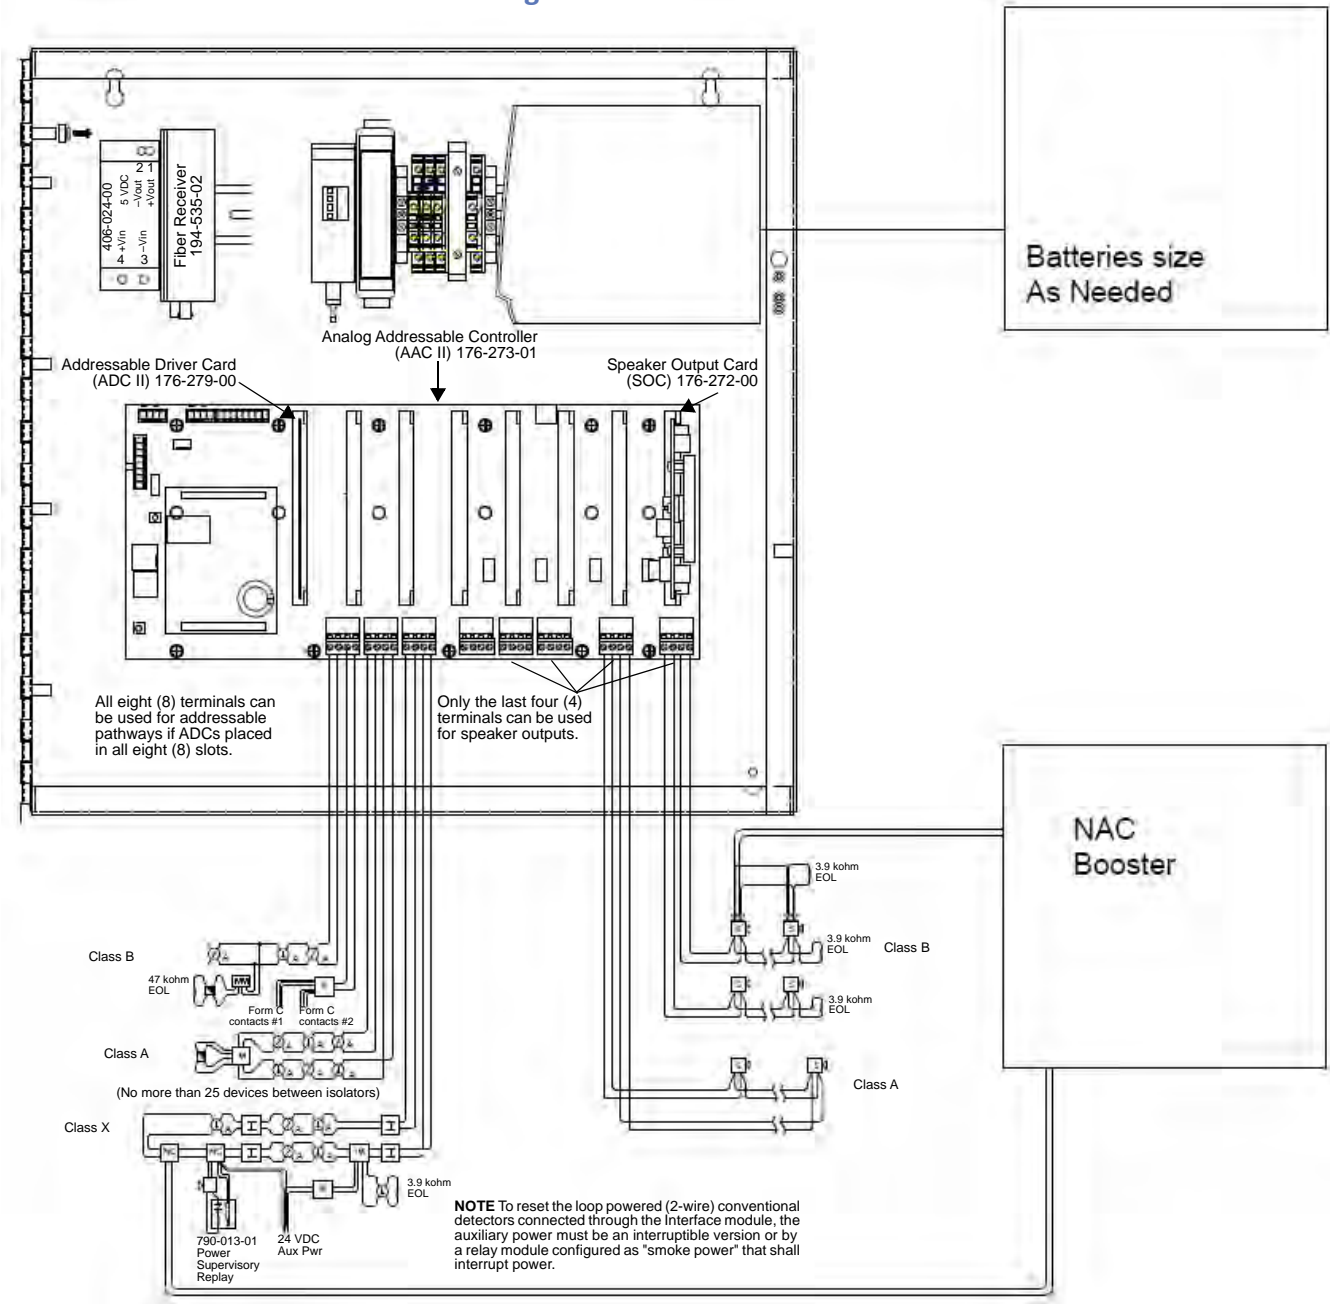 Batteries size
As Needed
406-024-00
5 VDC
2 1
–Vout
+Vout
+Vin
–Vin
4
3
Fiber Receiver
194-535-02
Analog Addressable Controller
(AAC II) 176-273-01
Addressable Driver Card
(ADC II) 176-279-00
Speaker Output Card
(SOC) 176-272-00
All eight (8) terminals can
be used for addressable
pathways if ADCs placed
in all eight (8) slots.
Only the last four (4)
terminals can be used
for speaker outputs.
NAC
Booster
3.9 kohm
EOL
Class B
3.9 kohm
EOL
Class B
47 kohm
EOL
Form C
contacts #1
Form C
contacts #2
3.9 kohm
EOL
Class A
Class A
(No more than 25 devices between isolators)
Class X
3.9 kohm
EOL
790-013-01
Power
Supervisory
Replay
24 VDC
Aux Pwr
NOTE To reset the loop powered (2-wire) conventional
detectors connected through the Interface module, the
auxiliary power must be an interruptible version or by
a relay module configured as "smoke power" that shall
interrupt power.